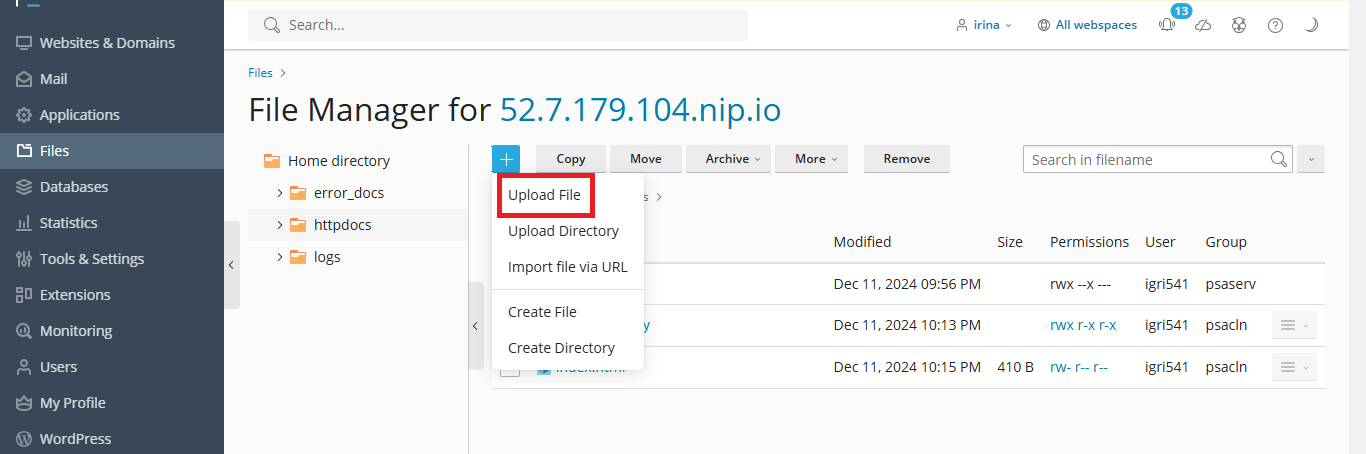 Websites & Domains
Mail
Applications
Files
Databases
Statistics
Tools & Settings
Extensions
Monitoring
Users
My Profile
WordPress
Search...
irina
All webspaces
13
Files
File Manager for 52.7.179.104.nip.io
Home directory
error_docs
httpdocs
logs
Copy Move Archive More Remove
Search in filename
Upload File
Upload Directory
Import file via URL
Create File
Create Directory
Modified Size Permissions User Group
Dec 11, 2024 09:56 PM rwx --x --- igri541 psaserv
Dec 11, 2024 10:13 PM rwx r-x r-x igri541 psacln
Dec 11, 2024 10:15 PM 410 B rw- r-- r-- igri541 psacln